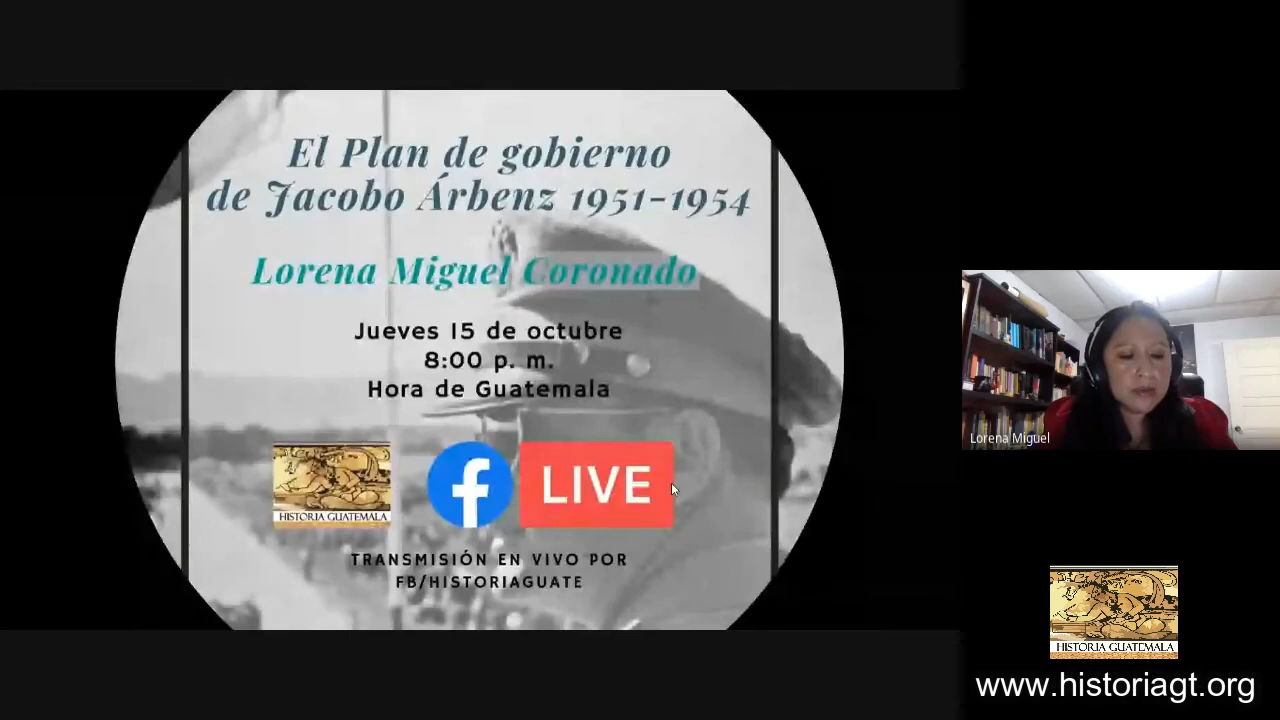 El Plan de gobierno
de Jacobo Árbenz 1951-1954
Lorena Miguel Coronado
Jueves 15 de octubre
8:00 p. m.
Hora de Guatemala
HISTORIA GUATEMALA
f
LIVE
TRANSMISIÓN EN VIVO POR
FB/HISTORIAGUATE
Lorena Miguel
HISTORIA GUATEMALA
www.historiagt.org